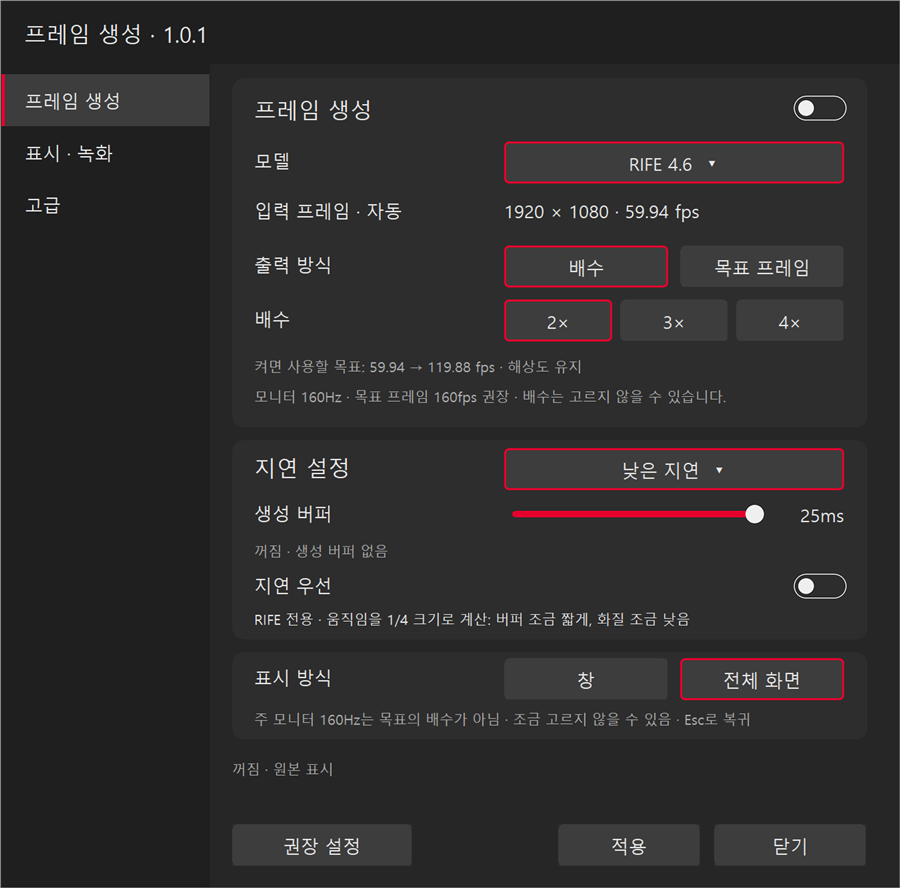 프레임 생성 · 1.0.1
프레임 생성
표시 · 녹화
고급
프레임 생성
모델
RIFE 4.6 ▼
입력 프레임 · 자동
1920 × 1080 · 59.94 fps
출력 방식
배수
목표 프레임
배수
2×
3×
4×
켜면 사용할 목표: 59.94 → 119.88 fps · 해상도 유지
모니터 160Hz · 목표 프레임 160fps 권장 · 배수는 고르지 않을 수 있습니다.
지연 설정
낮은 지연 ▼
생성 버퍼
25ms
꺼짐 · 생성 버퍼 없음
지연 우선
RIFE 전용 · 움직임을 1/4 크기로 계산: 버퍼 조금 짧게, 화질 조금 낮음
표시 방식
창
전체 화면
주 모니터 160Hz는 목표의 배수가 아님 · 조금 고르지 않을 수 있음 · Esc로 복귀
꺼짐 · 원본 표시
권장 설정
적용
닫기